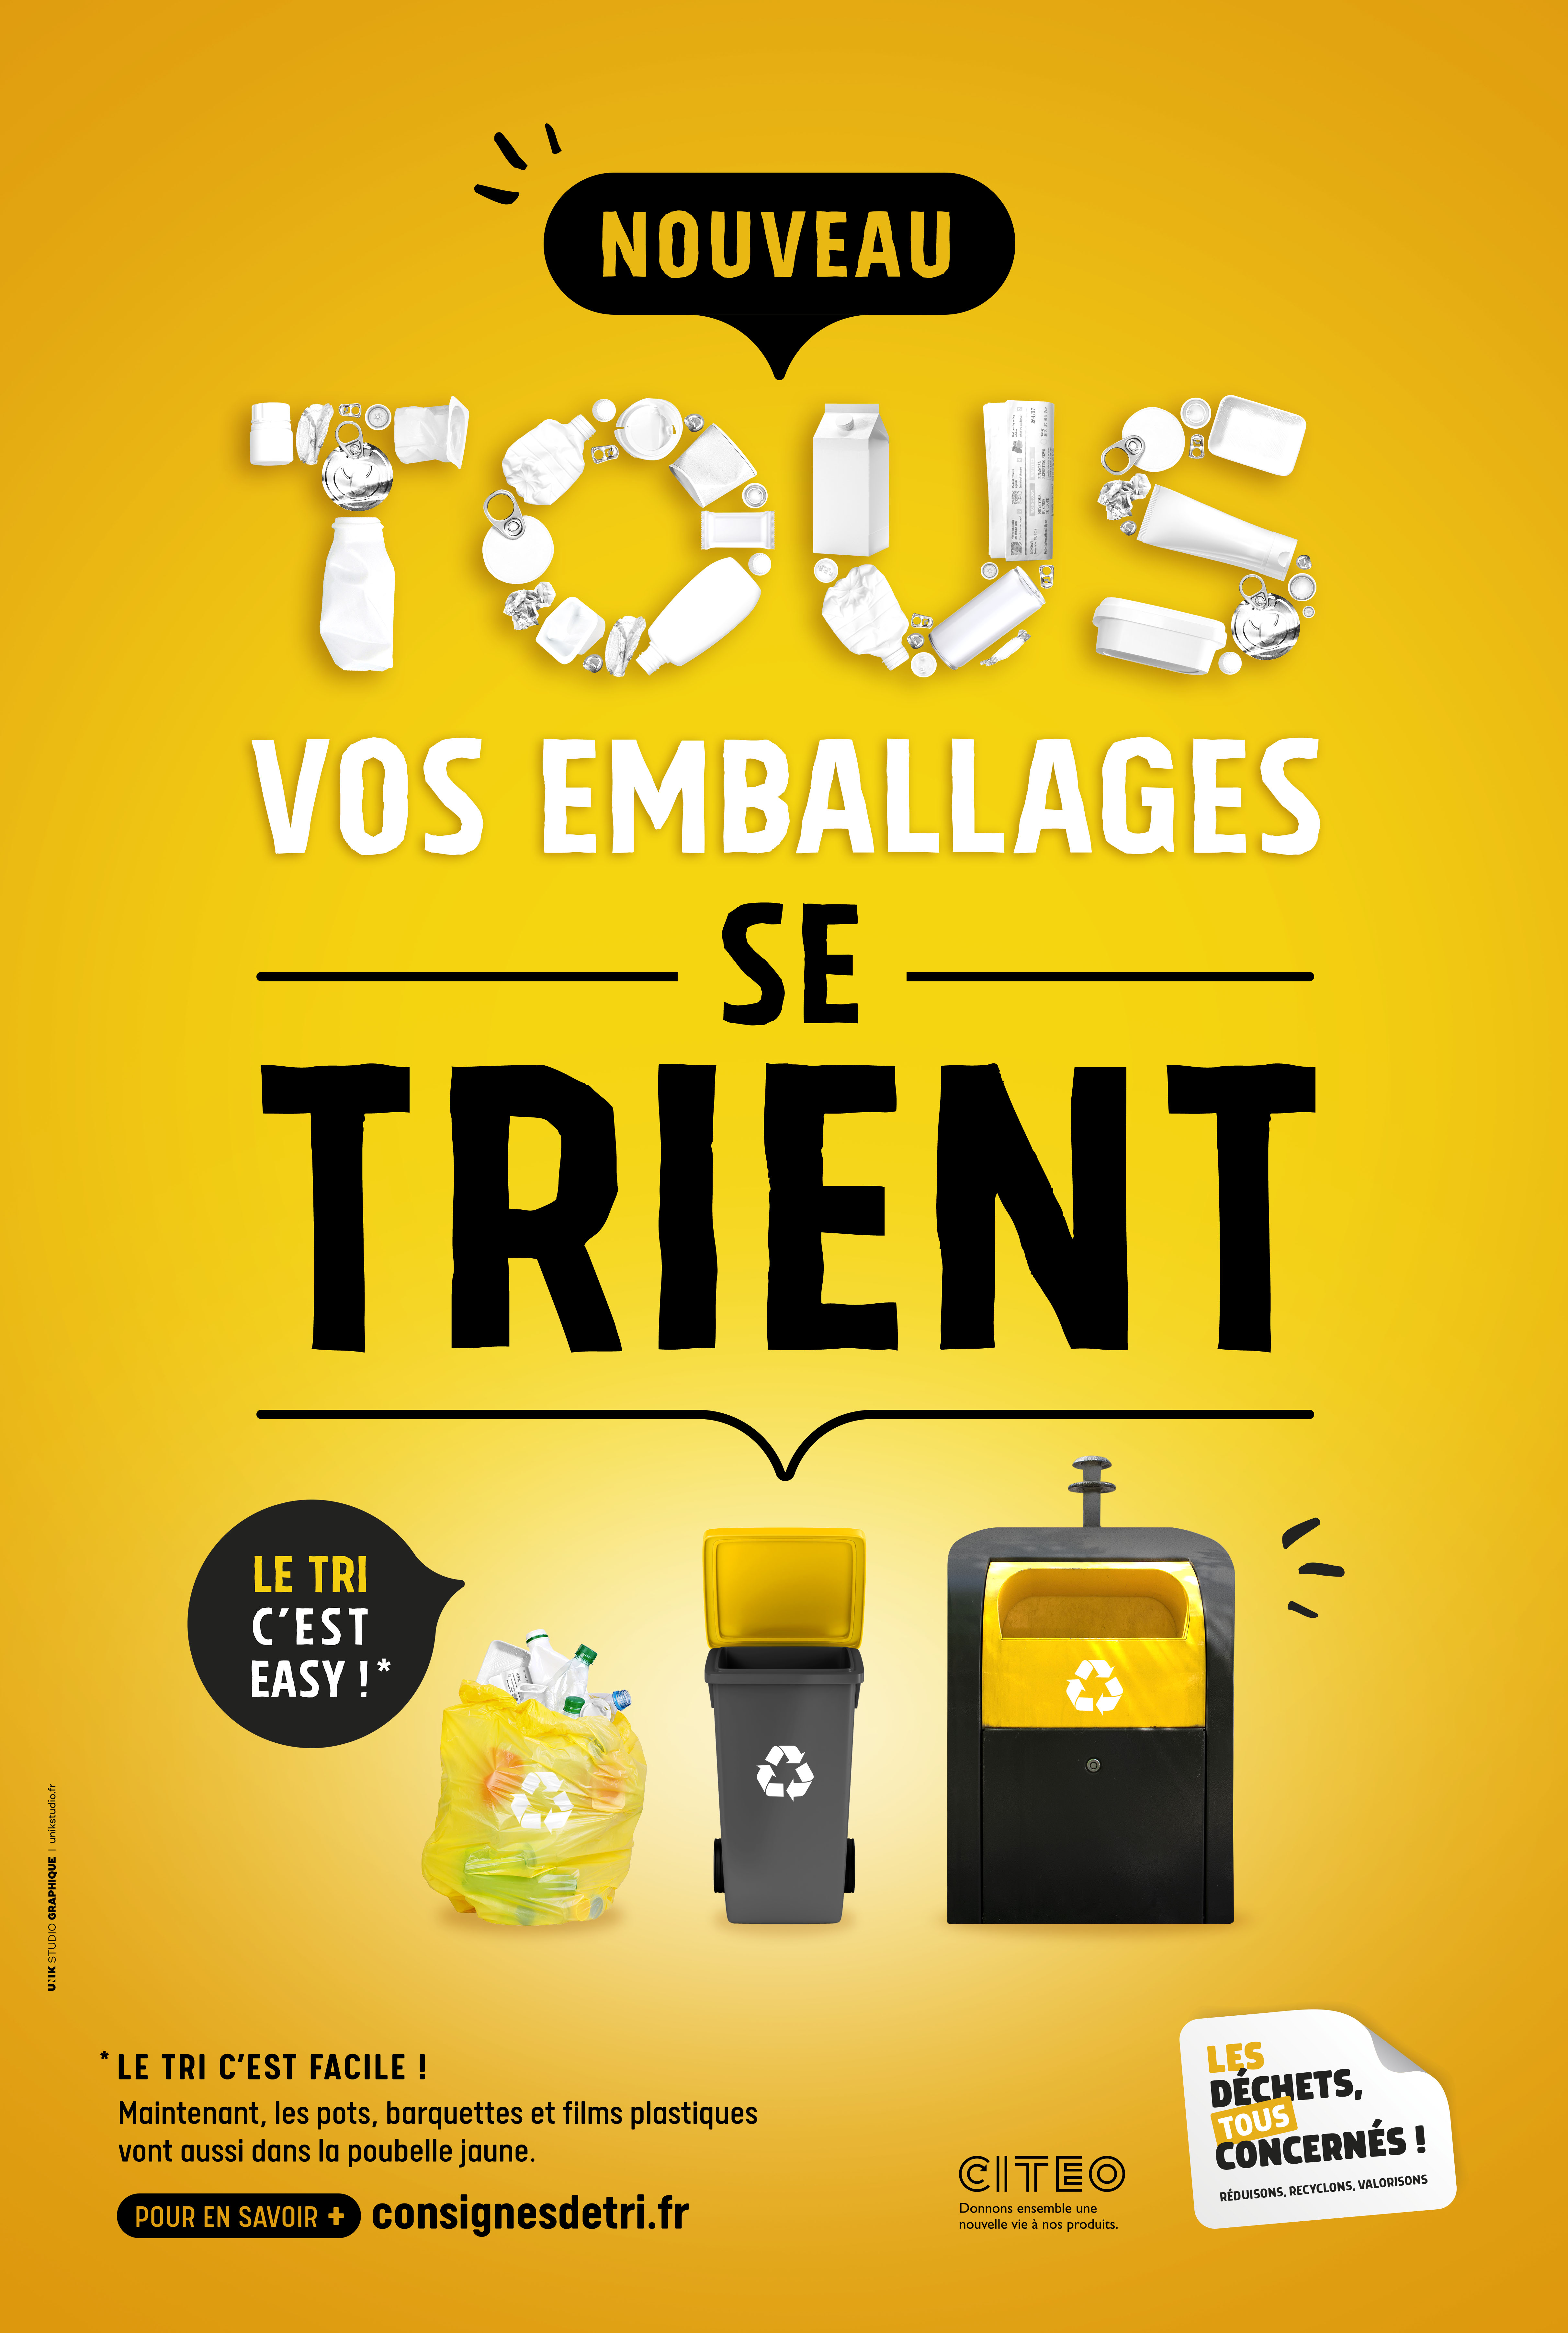 NOUVEAU
TOUS
VOS EMBALLAGES
SE
TRIENT
LE TRI
C'EST
EASY !*
* LE TRI C'EST FACILE !
Maintenant, les pots, barquettes et films plastiques
vont aussi dans la poubelle jaune.
POUR EN SAVOIR + consignesdetri.fr
CITEO
Donnons ensemble une
nouvelle vie à nos produits.
LES
DÉCHETS,
TOUS
CONCERNÉS !
RÉDUISONS, RECYCLONS, VALORISONS
UNIK STUDIO GRAPHIQUE | unikstudio.fr